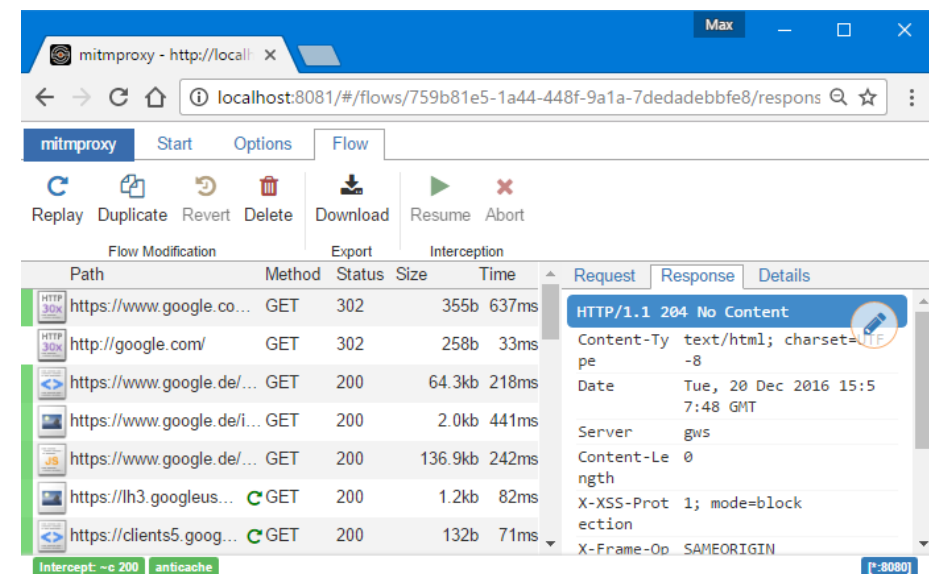 Max
mitmproxy - http://localh
localhost:8081/#/flows/759b81e5-1a44-448f-9a1a-7dedadebbfe8/respons
mitmproxy Start Options Flow
Replay Duplicate Revert Delete Download Resume Abort
Flow Modification Export Interception
Path Method Status Size Time Request Response Details
HTTP 30x https://www.google.co... GET 302 355b 637ms
HTTP 30x http://google.com/ GET 302 258b 33ms
<> https://www.google.de/... GET 200 64.3kb 218ms
https://www.google.de/i... GET 200 2.0kb 441ms
JS https://www.google.de/... GET 200 136.9kb 242ms
https://lh3.googleus... GET 200 1.2kb 82ms
<> https://clients5.goog... GET 200 132b 71ms
HTTP/1.1 204 No Content
Content-Ty text/html; charset=UTF
pe -8
Date Tue, 20 Dec 2016 15:5
7:48 GMT
Server gws
Content-Le 0
ngth
X-XSS-Prot 1; mode=block
ection
X-Frame-Op SAMEORIGIN
Intercept: ~c 200 anticache [*:8080]